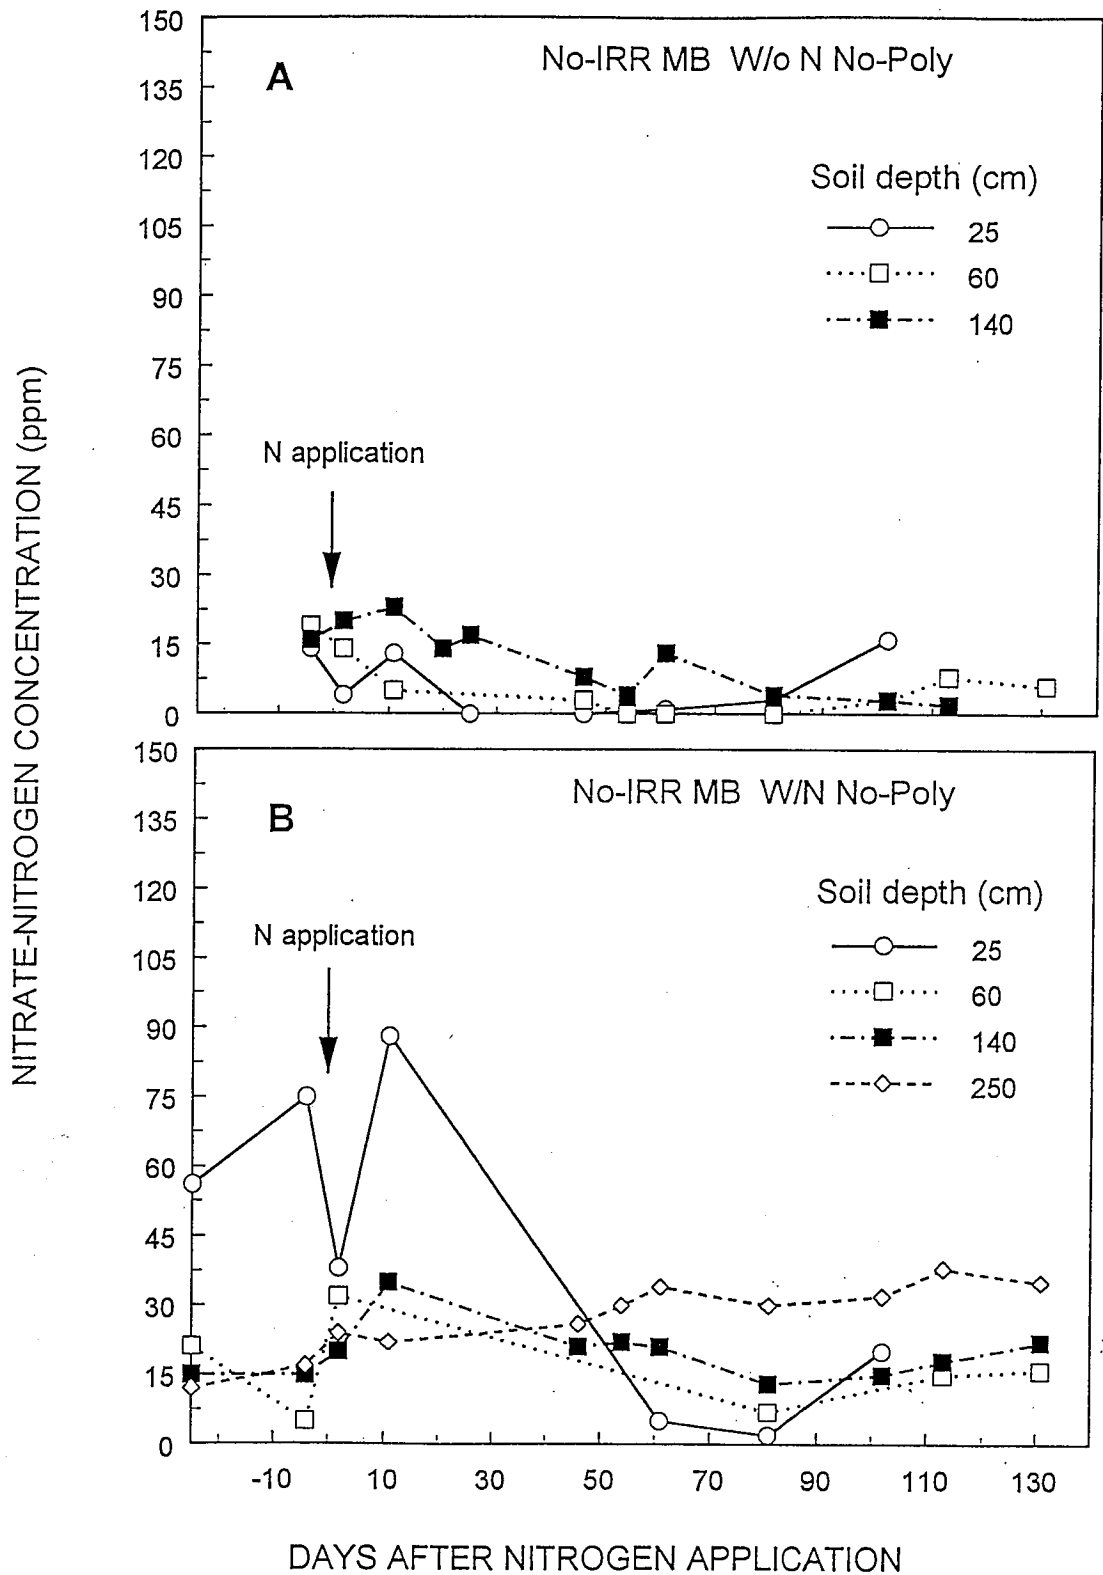 NITRATE-NITROGEN CONCENTRATION (ppm)
A
No-IRR MB W/o N No-Poly
Soil depth (cm)
25
60
140
N application
150
135
120
105
90
75
60
45
30
15
0
B
No-IRR MB W/N No-Poly
Soil depth (cm)
25
60
140
250
N application
150
135
120
105
90
75
60
45
30
15
0
-10 10 30 50 70 90 110 130
DAYS AFTER NITROGEN APPLICATION